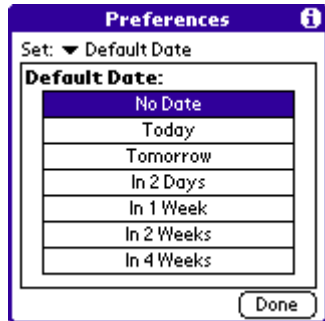 Preferences i
Set: Default Date
Default Date:
No Date
Today
Tomorrow
In 2 Days
In 1 Week
In 2 Weeks
In 4 Weeks
Done